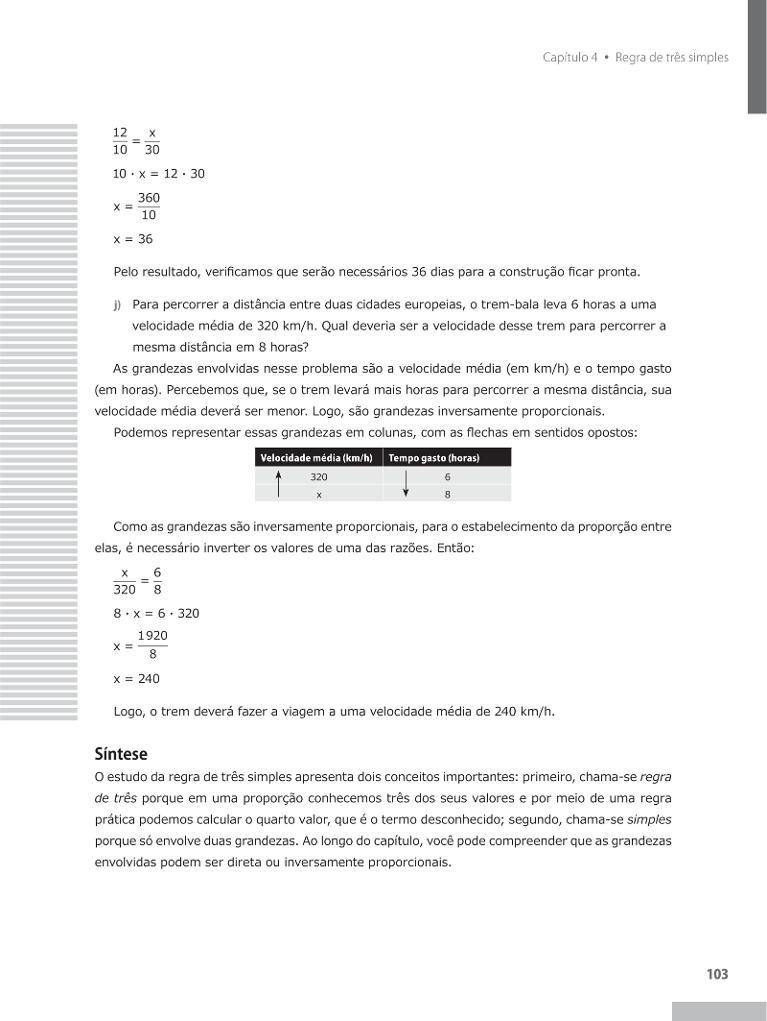 Capítulo 4 • Regra de três simples
12/10 = x/30
10 · x = 12 · 30
x = 360/10
x = 36
Pelo resultado, verificamos que serão necessários 36 dias para a construção ficar pronta.
j) Para percorrer a distância entre duas cidades europeias, o trem-bala leva 6 horas a uma
velocidade média de 320 km/h. Qual deveria ser a velocidade desse trem para percorrer a
mesma distância em 8 horas?
As grandezas envolvidas nesse problema são a velocidade média (em km/h) e o tempo gasto
(em horas). Percebemos que, se o trem levará mais horas para percorrer a mesma distância, sua
velocidade média deverá ser menor. Logo, são grandezas inversamente proporcionais.
Podemos representar essas grandezas em colunas, com as flechas em sentidos opostos:
Velocidade média (km/h) Tempo gasto (horas)
320 6
x 8
Como as grandezas são inversamente proporcionais, para o estabelecimento da proporção entre
elas, é necessário inverter os valores de uma das razões. Então:
x/320 = 6/8
8 · x = 6 · 320
x = 1920/8
x = 240
Logo, o trem deverá fazer a viagem a uma velocidade média de 240 km/h.
Síntese
O estudo da regra de três simples apresenta dois conceitos importantes: primeiro, chama-se regra
de três porque em uma proporção conhecemos três dos seus valores e por meio de uma regra
prática podemos calcular o quarto valor, que é o termo desconhecido; segundo, chama-se simples
porque só envolve duas grandezas. Ao longo do capítulo, você pode compreender que as grandezas
envolvidas podem ser direta ou inversamente proporcionais.
103